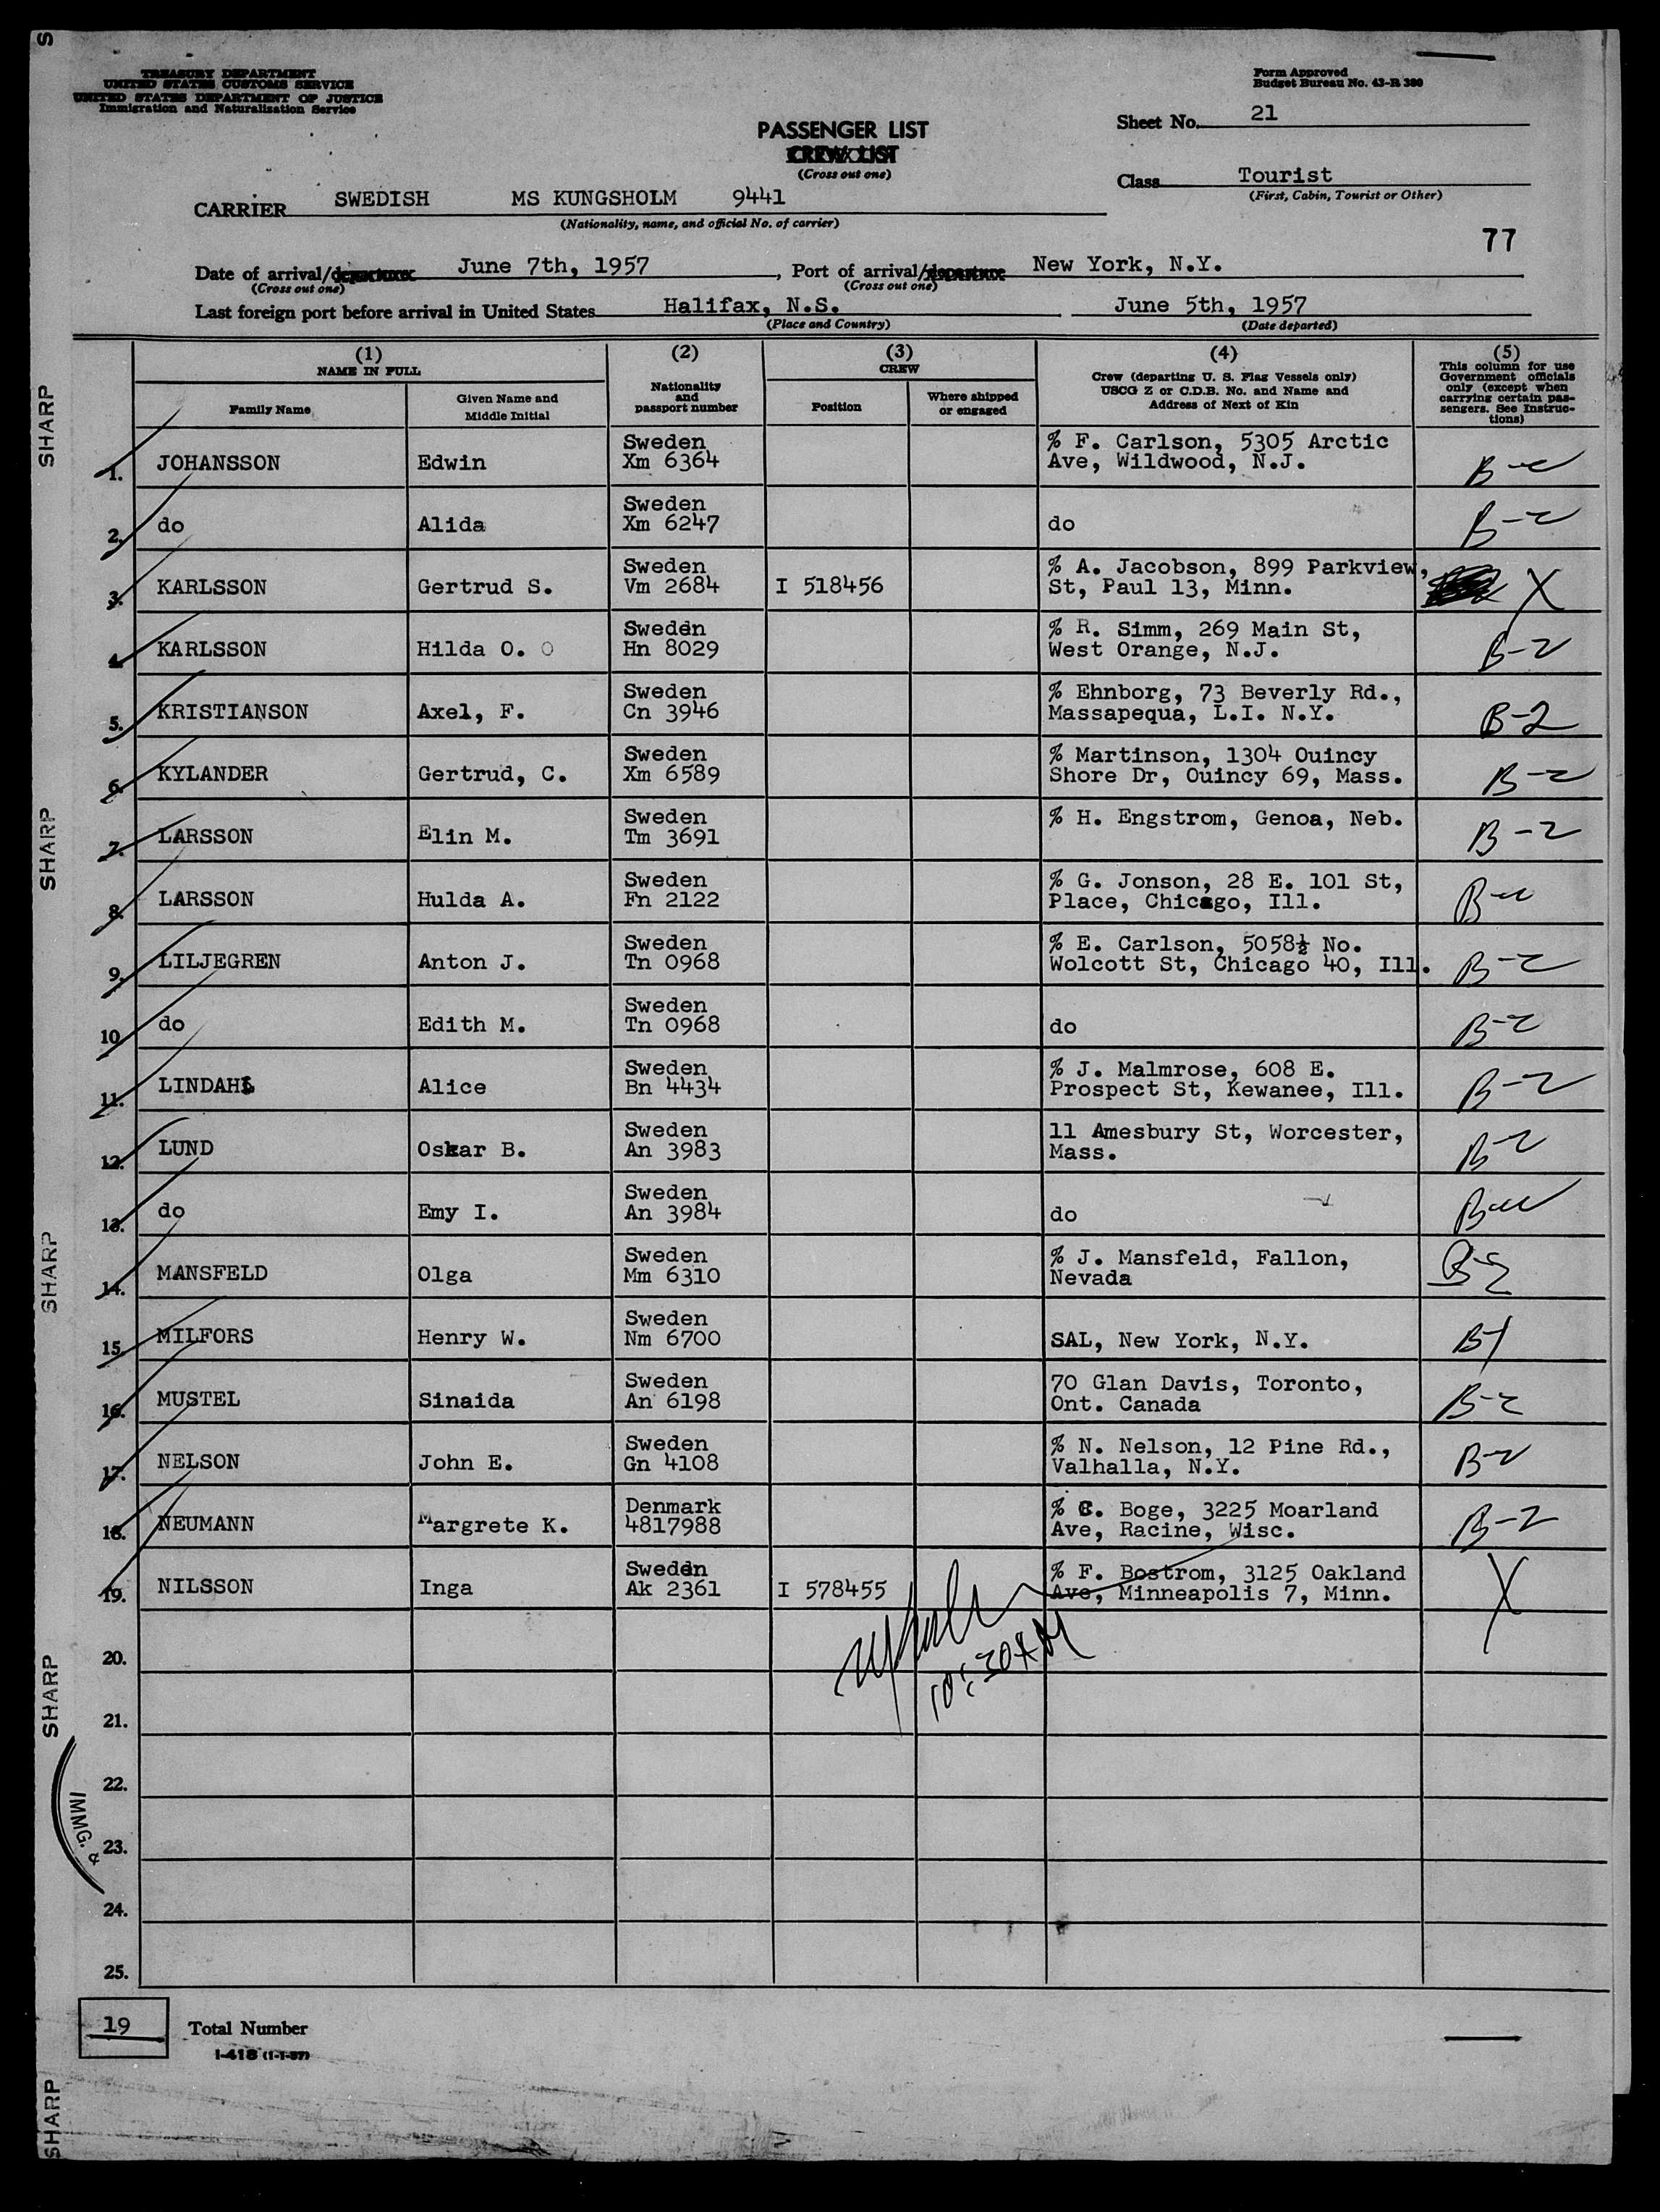 TREASURY DEPARTMENT
UNITED STATES CUSTOMS SERVICE
UNITED STATES DEPARTMENT OF JUSTICE
Immigration and Naturalization Service
Form Approved
Budget Bureau No. 43-R 380
PASSENGER LIST
CREW LIST
(Cross out one)
Sheet No. 21
Class Tourist
(First, Cabin, Tourist or Other)
CARRIER SWEDISH MS KUNGSHOLM 9441
(Nationality, name, and official No. of carrier)
77
Date of arrival/departure June 7th, 1957, Port of arrival/departure New York, N.Y.
(Cross out one) (Cross out one)
Last foreign port before arrival in United States Halifax, N.S. June 5th, 1957
(Place and Country) (Date departed)
(1) NAME IN FULL
Family Name
Given Name and Middle Initial
(2) Nationality and passport number
(3) CREW
Position
Where shipped or engaged
(4) Crew (departing U. S. Flag Vessels only) USCG Z or C.D.B. No. and Name and Address of Next of Kin
(5) This column for use Government officials only (except when carrying certain passengers. See Instructions)
1. JOHANSSON Edwin Sweden Xm 6364 % F. Carlson, 5305 Arctic Ave, Wildwood, N.J. B-2
2. do Alida Sweden Xm 6247 do B-2
3. KARLSSON Gertrud S. Sweden Vm 2684 I 518456 % A. Jacobson, 899 Parkview, St, Paul 13, Minn. X
4. KARLSSON Hilda O. O Sweden Hn 8029 % R. Simm, 269 Main St, West Orange, N.J. B-2
5. KRISTIANSON Axel, F. Sweden Cn 3946 % Ehnborg, 73 Beverly Rd., Massapequa, L.I. N.Y. B-2
6. KYLANDER Gertrud, C. Sweden Xm 6589 % Martinson, 1304 Quincy Shore Dr, Quincy 69, Mass. B-2
7. LARSSON Elin M. Sweden Tm 3691 % H. Engstrom, Genoa, Neb. B-2
8. LARSSON Hulda A. Sweden Fn 2122 % G. Jonson, 28 E. 101 St, Place, Chicago, Ill. B-2
9. LILJEGREN Anton J. Sweden Tn 0968 % E. Carlson, 5058½ No. Wolcott St, Chicago 40, Ill. B-2
10. do Edith M. Sweden Tn 0968 do B-2
11. LINDAHL Alice Sweden Bn 4434 % J. Malmrose, 608 E. Prospect St, Kewanee, Ill. B-2
12. LUND Oskar B. Sweden An 3983 11 Amesbury St, Worcester, Mass. B-2
13. do Emy I. Sweden An 3984 do B-2
14. MANSFELD Olga Sweden Mm 6310 % J. Mansfeld, Fallon, Nevada B-2
15. MILFORS Henry W. Sweden Nm 6700 SAL, New York, N.Y. B-1
16. MUSTEL Sinaida Sweden An 6198 70 Glan Davis, Toronto, Ont. Canada B-2
17. NELSON John E. Sweden Gn 4108 % N. Nelson, 12 Pine Rd., Valhalla, N.Y. B-2
18. NEUMANN Margrete K. Denmark 4817988 % C. Boge, 3225 Moarland Ave, Racine, Wisc. B-2
19. NILSSON Inga Sweden Ak 2361 I 578455 % F. Bostrom, 3125 Oakland Ave, Minneapolis 7, Minn. X
10:30 AM
20.
21.
22.
23.
24.
25.
19 Total Number
I-418 (1-1-57)
SHARP
SHARP
SHARP
SHARP
SHARP
IMMG. &